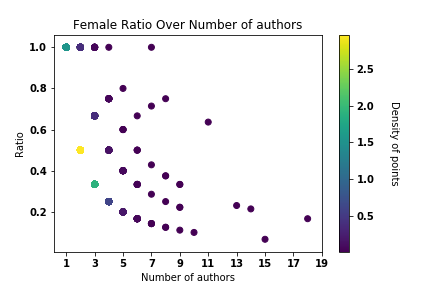 Female Ratio Over Number of authors
1.0
0.8
0.6
0.4
0.2
Ratio
1 3 5 7 9 11 13 15 17 19
Number of authors
2.5
2.0
1.5
1.0
0.5
Density of points